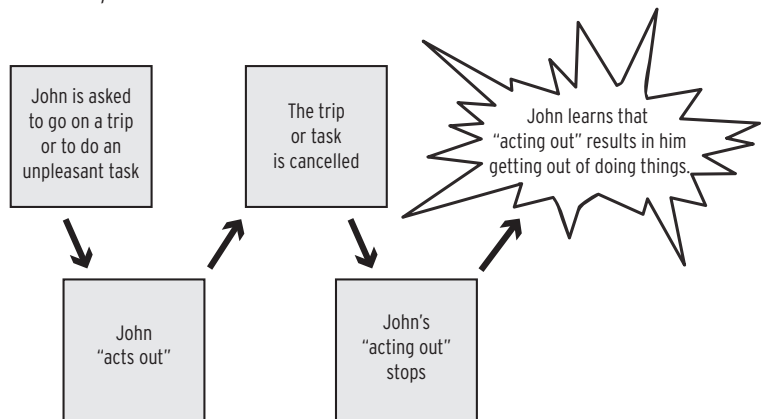 John is asked
to go on a trip
or to do an
unpleasant task
John
"acts out"
The trip
or task
is cancelled
John's
"acting out"
stops
John learns that
"acting out" results in him
getting out of doing things.